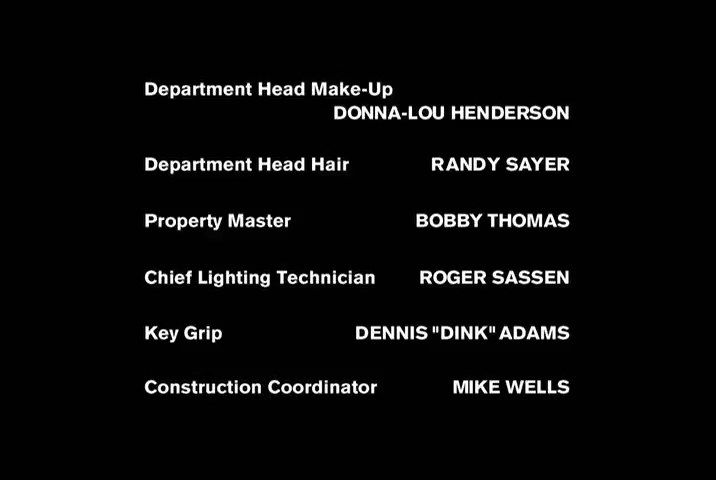 Department Head Make-Up
DONNA-LOU HENDERSON
Department Head Hair RANDY SAYER
Property Master BOBBY THOMAS
Chief Lighting Technician ROGER SASSEN
Key Grip DENNIS "DINK" ADAMS
Construction Coordinator MIKE WELLS